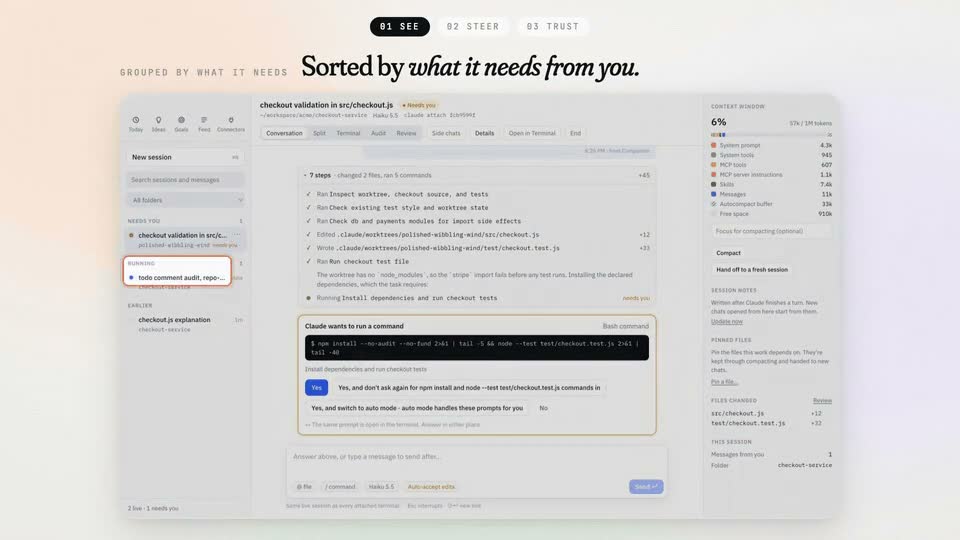 01 SEE
02 STEER
03 TRUST
GROUPED BY WHAT IT NEEDS
Sorted by what it needs from you.
Today
Ideas
Goals
Feed
Connectors
New session
Search sessions and messages
All folders
NEEDS YOU 1
checkout validation in src/c...
polished-wibbling-wind needs you
RUNNING 1
todo comment audit, repo-...
checkout-service
EARLIER
checkout.js explanation 1m
checkout-service
2 live · 1 needs you
checkout validation in src/checkout.js
Needs you
~/workspace/acme/checkout-service Haiku 5.5 claude attach
Conversation
Split
Terminal
Audit
Review
Side chats
Details
Open in Terminal
End
7 steps · changed 2 files, ran 5 commands +45
✓ Ran Inspect worktree, checkout source, and tests
✓ Ran Check existing test style and worktree state
✓ Ran Check db and payments modules for import side effects
✓ Edited .claude/worktrees/polished-wibbling-wind/src/checkout.js +12
✓ Wrote .claude/worktrees/polished-wibbling-wind/test/checkout.test.js +33
✓ Ran Run checkout test file
The worktree has no `node_modules`, so the `stripe` import fails before any test runs. Installing the declared
dependencies, which the task requires:
Running Install dependencies and run checkout tests needs you
Claude wants to run a command Bash command
$ npm install --no-audit --no-fund 2>&1 | tail -5 && node --test test/checkout.test.js 2>&1 |
tail -40
Install dependencies and run checkout tests
Yes
Yes, and don't ask again for npm install and node --test test/checkout.test.js commands in
Yes, and switch to auto mode · auto mode handles these prompts for you
No
The same prompt is open in the terminal. Answer in either place
Answer above, or type a message to send after...
@ file
/ command
Haiku 5.5
Auto-accept edits
Send
Same live session as every attached terminal. Esc interrupts · new line
CONTEXT WINDOW
6% 57k / 1M tokens
System prompt 4.3k
System tools 945
MCP tools 607
MCP server instructions 1.1k
Skills 7.4k
Messages 11k
Autocompact buffer 33k
Free space 910k
Focus for compacting (optional)
Compact
Hand off to a fresh session
SESSION NOTES
Written after Claude finishes a turn. New
chats opened from here start from them.
Update now
PINNED FILES
Pin the files this work depends on. They're
kept through compacting and handed to new
chats.
Pin a file...
FILES CHANGED Review
src/checkout.js +12
test/checkout.test.js +32
THIS SESSION
Messages from you 1
Folder checkout-service